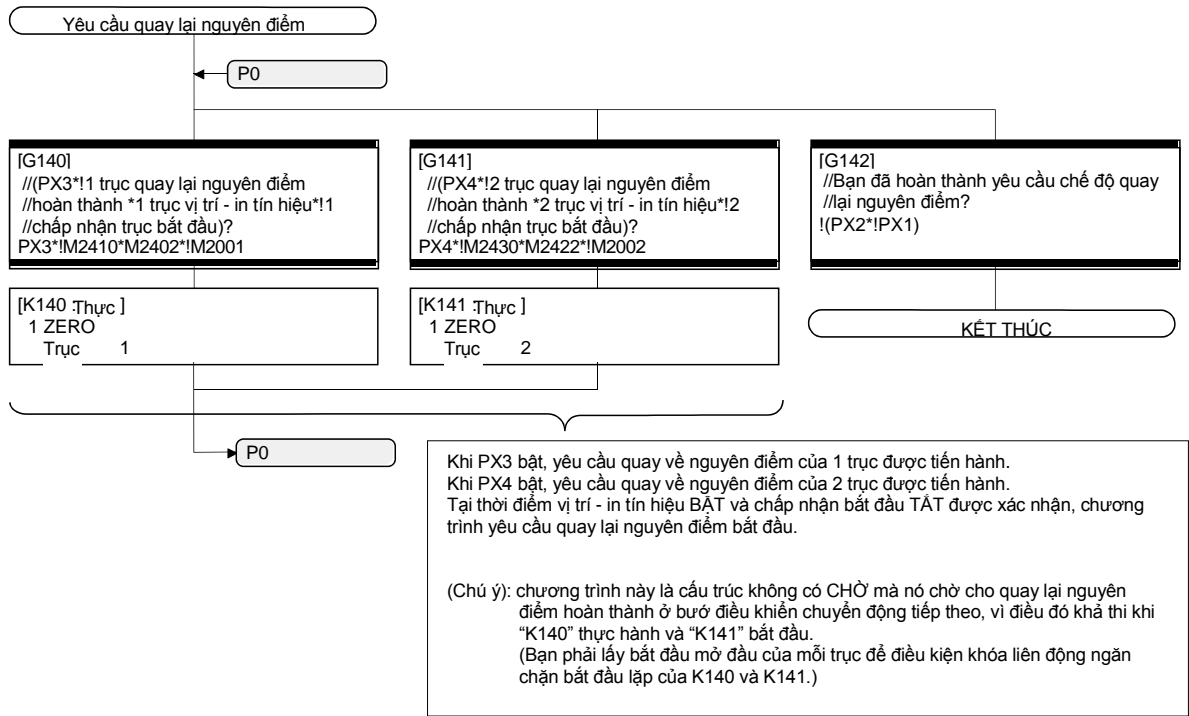 Yêu cầu quay lại nguyên điểm
P0
[G140]
//(PX3*!1 trục quay lại nguyên điểm
//hoàn thành *1 trục vị trí - in tín hiệu*!1
//chấp nhận trục bắt đầu)?
PX3*!M2410*M2402*!M2001
[G141]
//(PX4*!2 trục quay lại nguyên điểm
//hoàn thành *2 trục vị trí - in tín hiệu*!2
//chấp nhận trục bắt đầu)?
PX4*!M2430*M2422*!M2002
[G142]
//Bạn đã hoàn thành yêu cầu chế độ quay
//lại nguyên điểm?
!(PX2*!PX1)
[K140 :Thực ]
1 ZERO
Trục 1
[K141 :Thực ]
1 ZERO
Trục 2
KẾT THÚC
P0
Khi PX3 bật, yêu cầu quay về nguyên điểm của 1 trục được tiến hành.
Khi PX4 bật, yêu cầu quay về nguyên điểm của 2 trục được tiến hành.
Tại thời điểm vị trí - in tín hiệu BẬT và chấp nhận bắt đầu TẮT được xác nhận, chương
trình yêu cầu quay lại nguyên điểm bắt đầu.
(Chú ý): chương trình này là cấu trúc không có CHỜ mà nó chờ cho quay lại nguyên
điểm hoàn thành ở bướ điều khiển chuyển động tiếp theo, vì điều đó khả thi khi
“K140” thực hành và “K141” bắt đầu.
(Bạn phải lấy bắt đầu mở đầu của mỗi trục để điều kiện khóa liên động ngăn
chặn bắt đầu lặp của K140 và K141.)